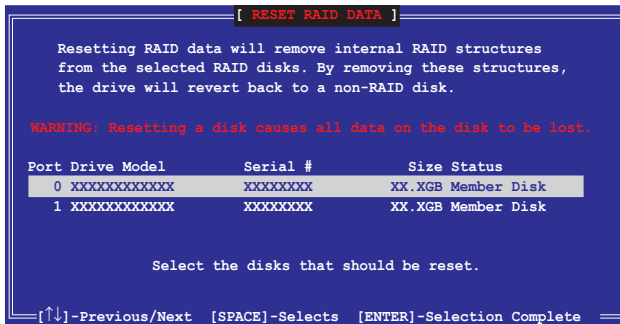 [ RESET RAID DATA ]
Resetting RAID data will remove internal RAID structures
from the selected RAID disks. By removing these structures,
the drive will revert back to a non-RAID disk.
WARNING: Resetting a disk causes all data on the disk to be lost.
Port Drive Model Serial # Size Status
0 XXXXXXXXXXXX XXXXXXXX XX.XGB Member Disk
1 XXXXXXXXXXXX XXXXXXXX XX.XGB Member Disk
Select the disks that should be reset.
[↑↓]-Previous/Next [SPACE]-Selects [ENTER]-Selection Complete